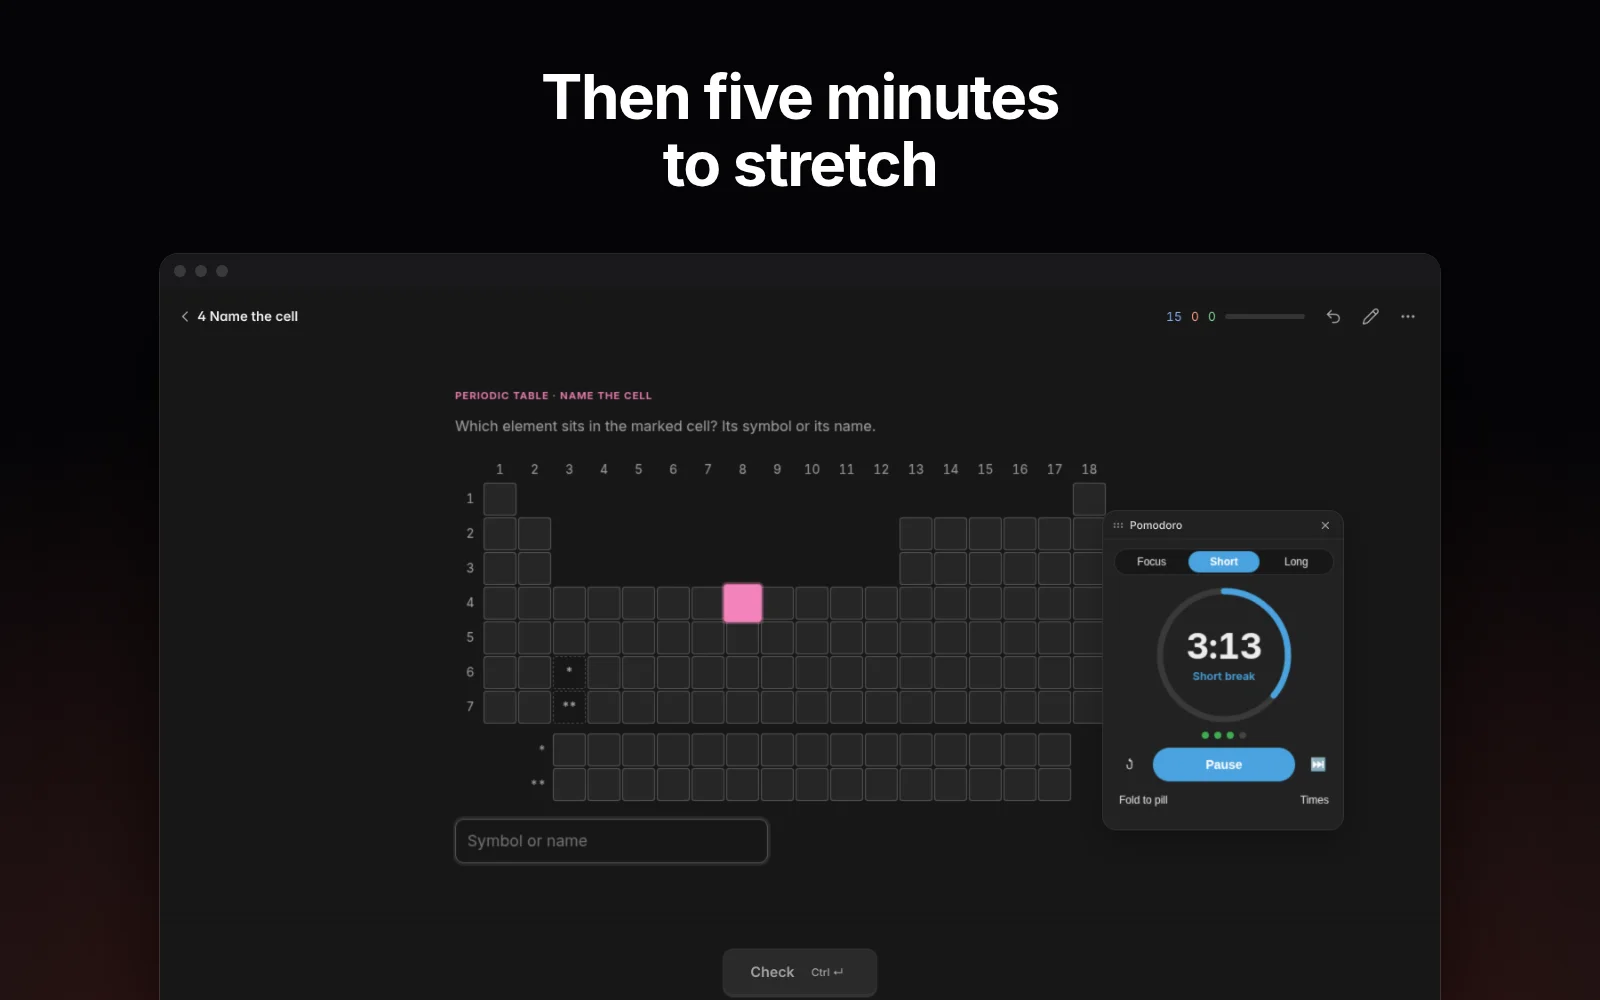 Then five minutes
to stretch
4 Name the cell
15 0 0
PERIODIC TABLE · NAME THE CELL
Which element sits in the marked cell? Its symbol or its name.
1 2 3 4 5 6 7 8 9 10 11 12 13 14 15 16 17 18
1
2
3
4
5
6 *
7 **
*
**
Symbol or name
Check Ctrl ↵
Pomodoro
Focus Short Long
3:13
Short break
Pause
Fold to pill Times